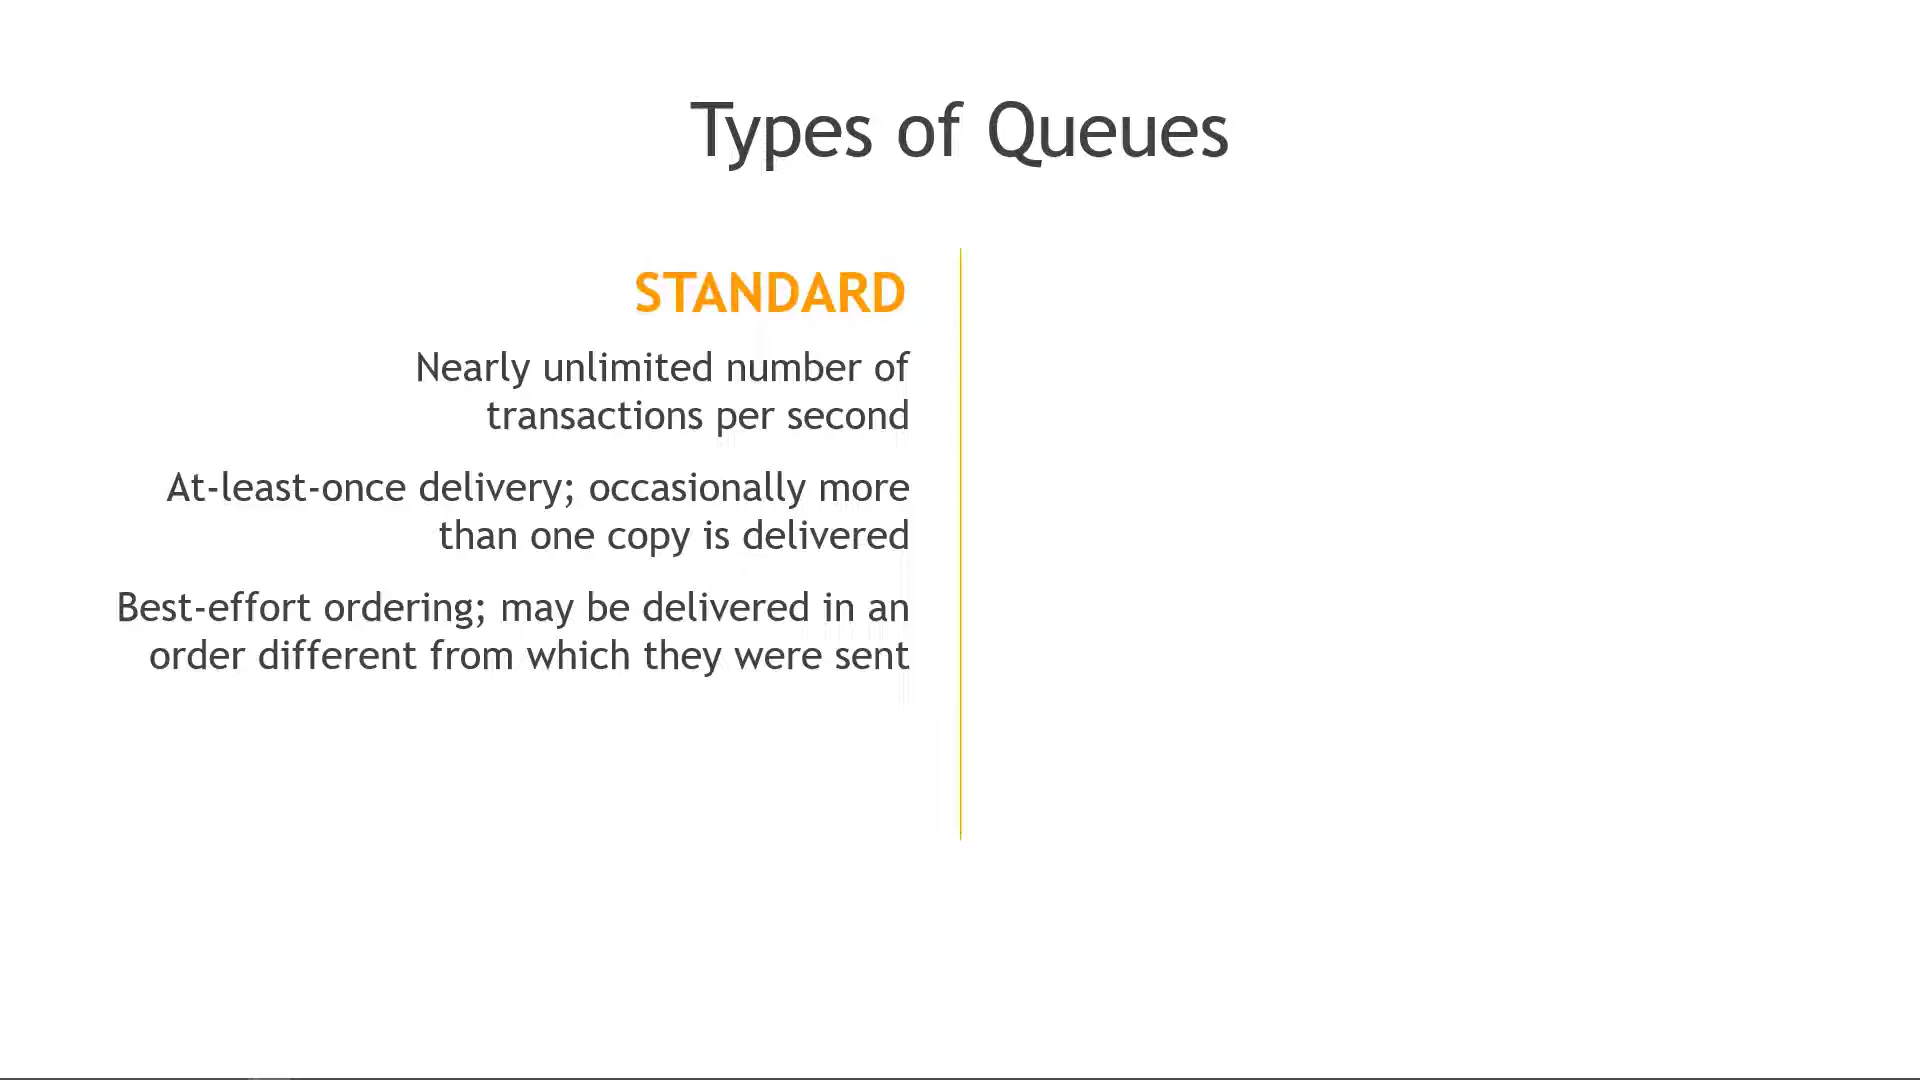 Types of Queues
STANDARD
Nearly unlimited number of
transactions per second
At-least-once delivery; occasionally more
than one copy is delivered
Best-effort ordering; may be delivered in an
order different from which they were sent